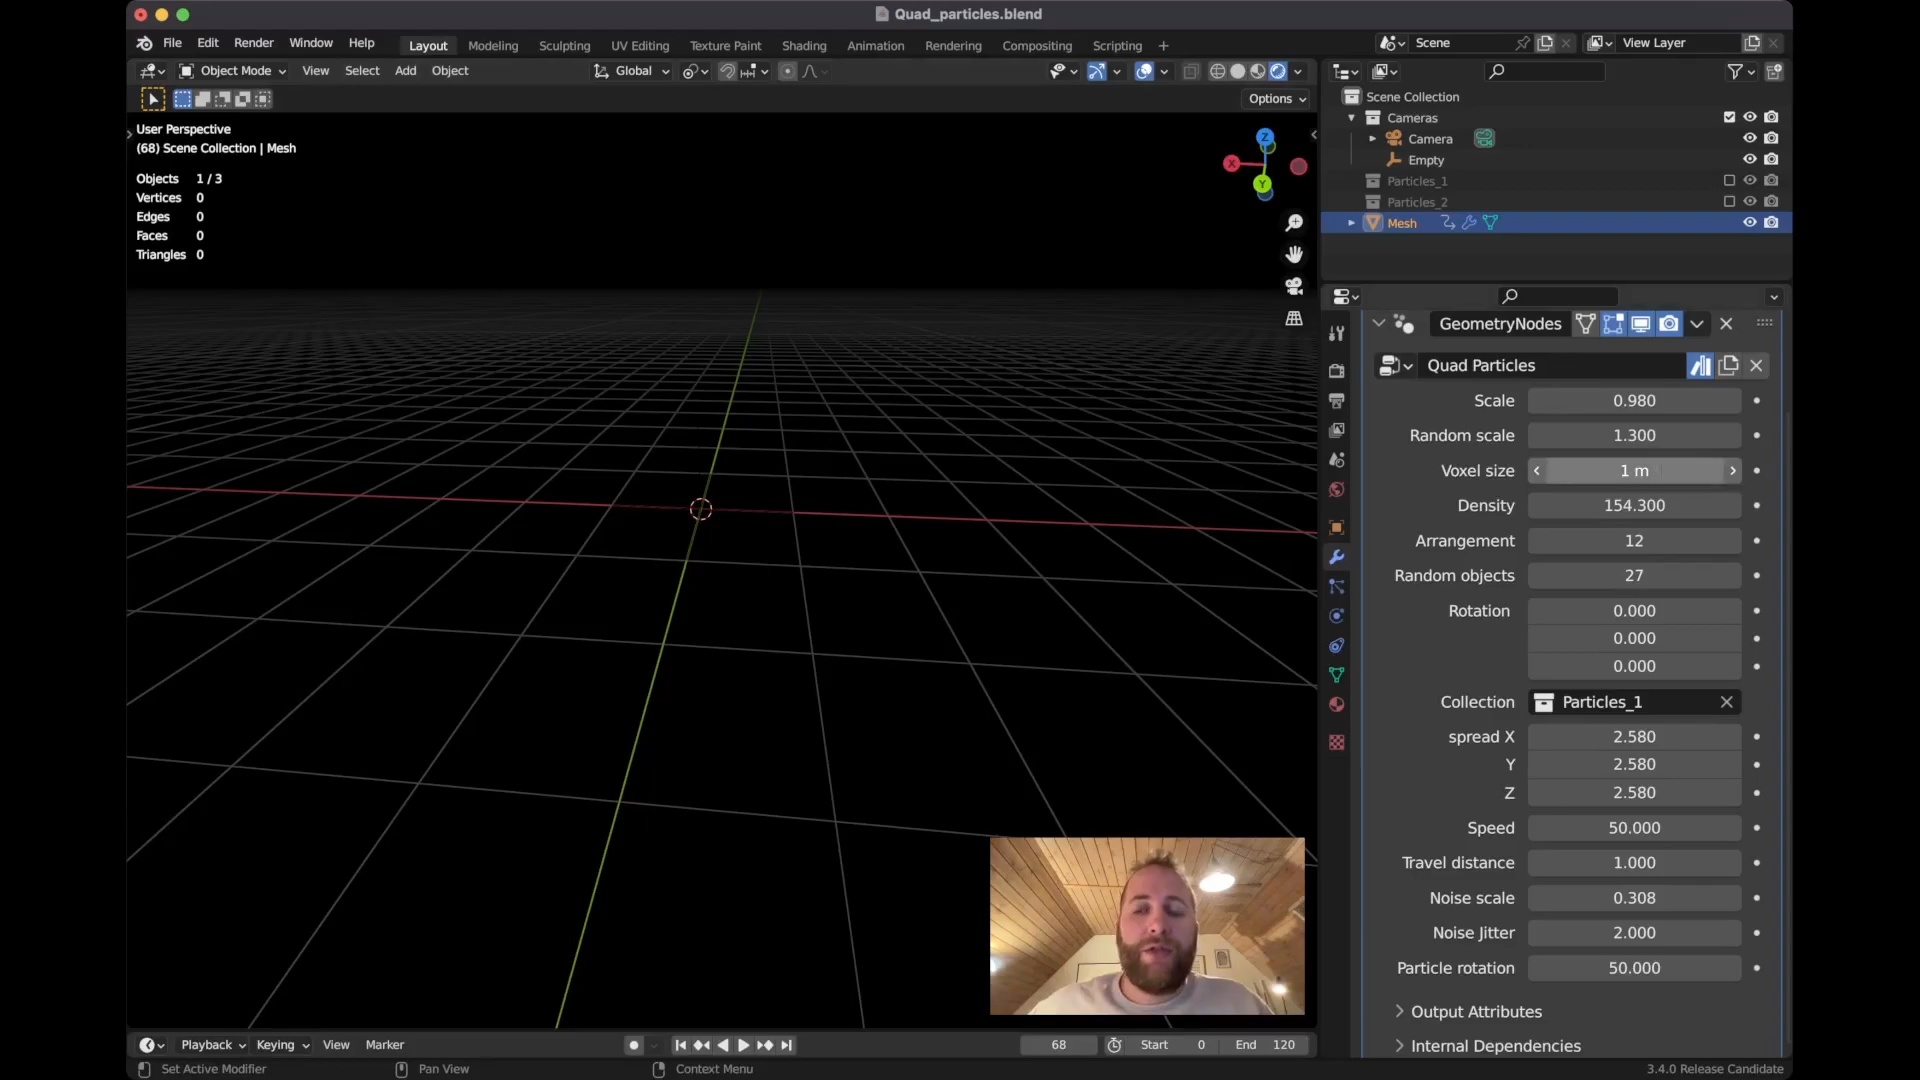 Quad_particles.blend
File Edit Render Window Help Layout Modeling Sculpting UV Editing Texture Paint Shading Animation Rendering Compositing Scripting + Scene View Layer
Object Mode View Select Add Object Global
Options
User Perspective
(68) Scene Collection | Mesh
Objects 1 / 3
Vertices 0
Edges 0
Faces 0
Triangles 0
Z
X
Y
Scene Collection
Cameras
Camera
Empty
Particles_1
Particles_2
Mesh
GeometryNodes
Quad Particles
Scale 0.980
Random scale 1.300
Voxel size 1 m
Density 154.300
Arrangement 12
Random objects 27
Rotation 0.000
0.000
0.000
Collection Particles_1
spread X 2.580
Y 2.580
Z 2.580
Speed 50.000
Travel distance 1.000
Noise scale 0.308
Noise Jitter 2.000
Particle rotation 50.000
Output Attributes
Internal Dependencies
Playback Keying View Marker 68 Start 0 End 120
Set Active Modifier Pan View Context Menu 3.4.0 Release Candidate